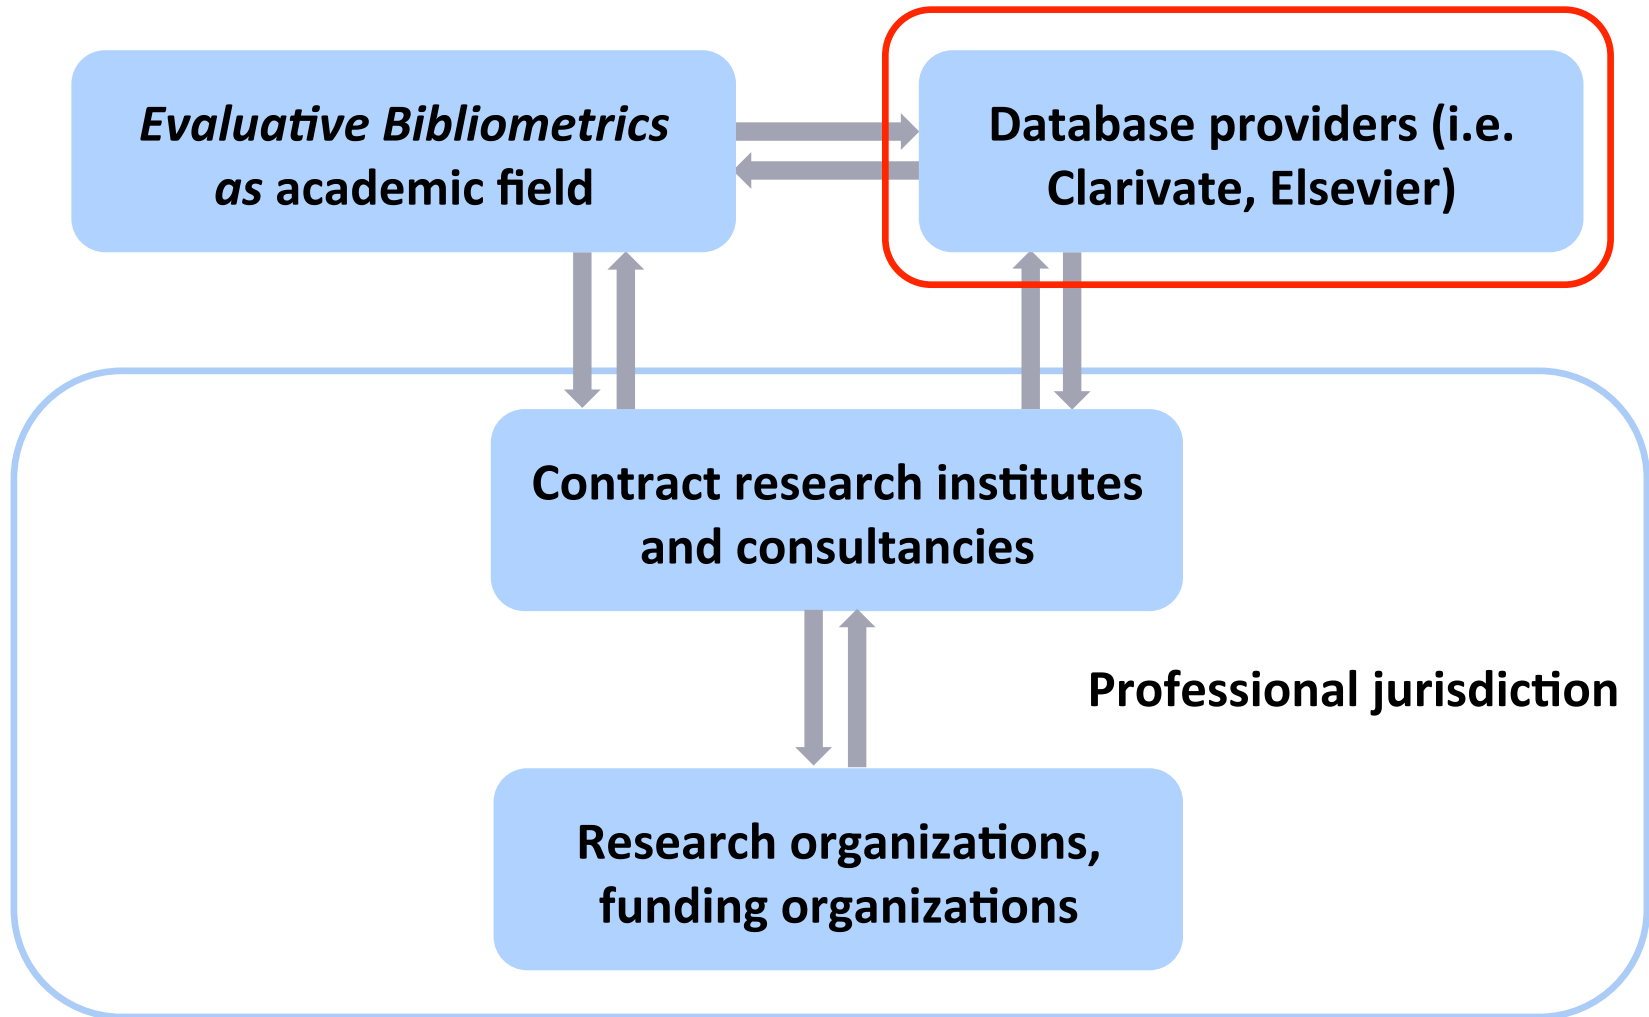 Evaluative Bibliometrics
as academic field
Database providers (i.e.
Clarivate, Elsevier)
Contract research institutes
and consultancies
Professional jurisdiction
Research organizations,
funding organizations